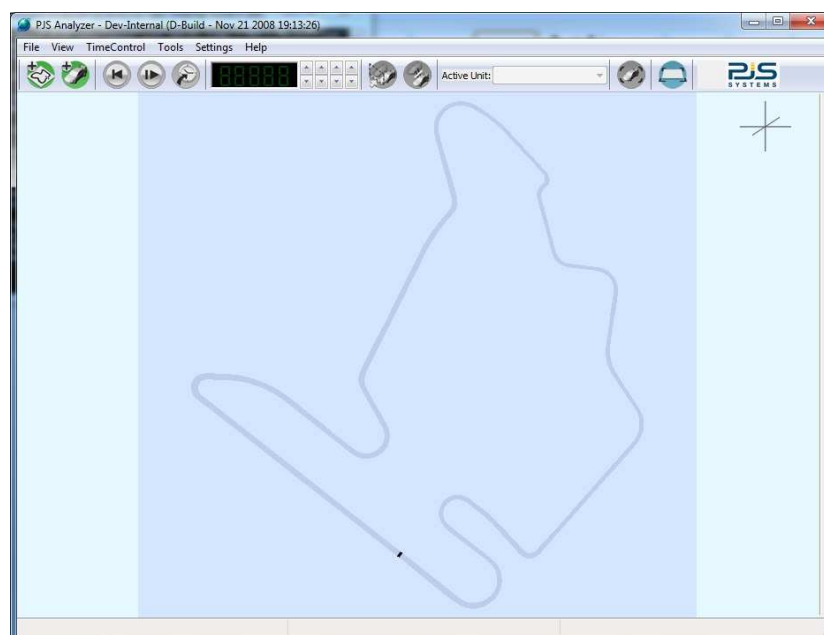 PJS Analyzer - Dev-Internal (D-Build - Nov 21 2008 19:13:26)
File View TimeControl Tools Settings Help
Active Unit:
PJS
SYSTEMS